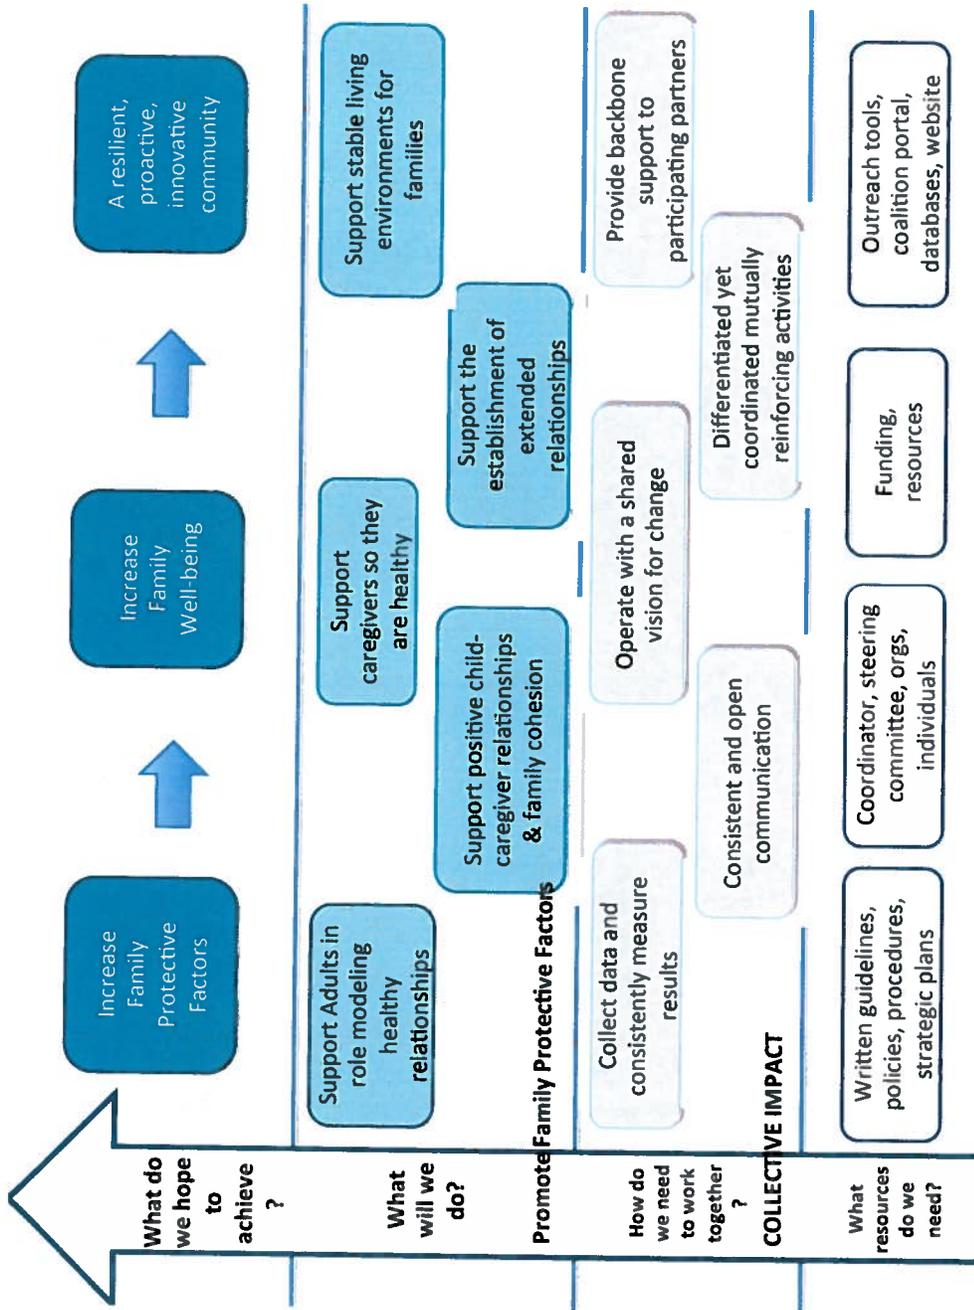 What do
we hope
to
achieve
?
Increase
Family
Protective
Factors
Increase
Family
Well-being
A resilient,
proactive,
innovative
community
What
will we
do?
Support Adults in
role modeling
healthy
relationships
Support
caregivers so they
are healthy
Support stable living
environments for
families
Support positive child-
caregiver relationships
& family cohesion
Support the
establishment of
extended
relationships
Promote Family Protective Factors
How do
we need
to work
together
?
Collect data and
consistently measure
results
Operate with a shared
vision for change
Provide backbone
support to
participating partners
Consistent and open
communication
Differentiated yet
coordinated mutually
reinforcing activities
COLLECTIVE IMPACT
What
resources
do we
need?
Written guidelines,
policies, procedures,
strategic plans
Coordinator, steering
committee, orgs,
individuals
Funding,
resources
Outreach tools,
coalition portal,
databases, website